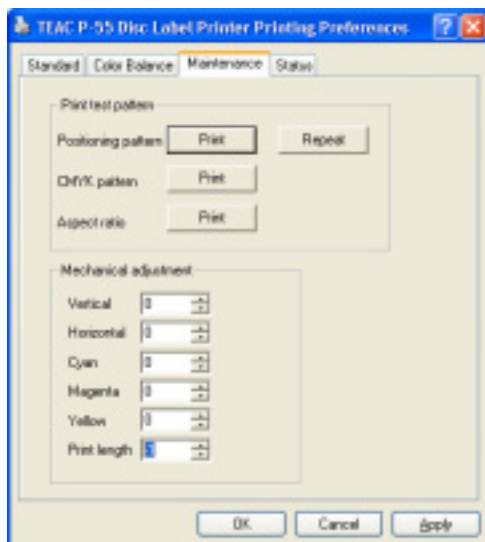 TEAC P-55 Disc Label Printer Printing Preferences
Standard Color Balance Maintenance Status
Print test pattern
Positioning pattern Print Repeat
CMYK pattern Print
Aspect ratio Print
Mechanical adjustment
Vertical 0
Horizontal 0
Cyan 0
Magenta 0
Yellow 0
Print length
OK Cancel Apply